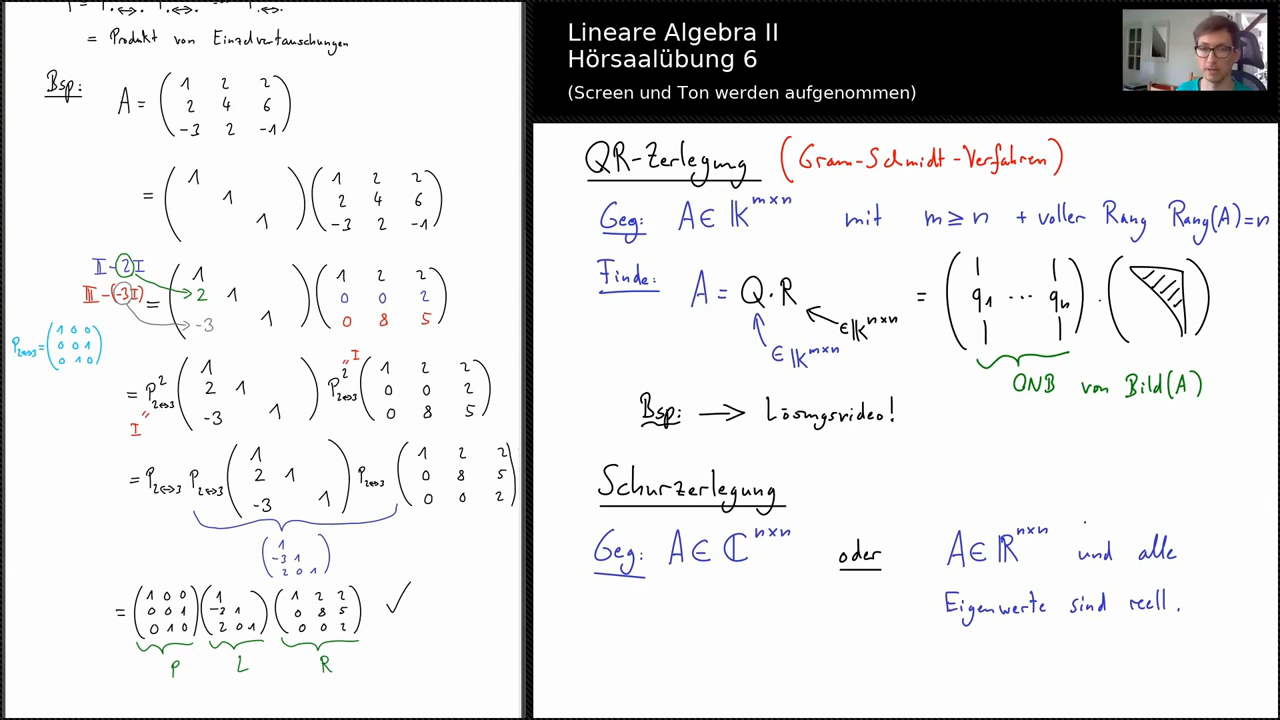 = Produkt von Einzelvertauschungen
Bsp:
A = ( 1 2 2
2 4 6
-3 2 -1 )
= ( 1
1
1 ) ( 1 2 2
2 4 6
-3 2 -1 )
II-2I
III-(-3I)
= ( 1
2 1
-3 1 ) ( 1 2 2
0 0 2
0 8 5 )
P2↔3 = ( 1 0 0
0 0 1
0 1 0 )
= P²2↔3 ( 1
2 1
-3 1 ) P²2↔3 ( 1 2 2
0 0 2
0 8 5 )
" I
I "
= P2↔3 P2↔3 ( 1
2 1
-3 1 ) P2↔3 ( 1 2 2
0 8 5
0 0 2 )
( 1
-3 1
2 0 1 )
= ( 1 0 0
0 0 1
0 1 0 ) ( 1
-3 1
2 0 1 ) ( 1 2 2
0 8 5
0 0 2 ) ✓
P L R
Lineare Algebra II
Hörsaalübung 6
(Screen und Ton werden aufgenommen)
QR-Zerlegung (Gram-Schmidt-Verfahren)
Geg: A ∈ 𝕂^{m×n} mit m ≥ n + voller Rang Rang(A)=n
Finde: A = Q·R = ( q1 ... qn ) · ( )
∈ 𝕂^{n×n}
∈ 𝕂^{m×n}
ONB von Bild(A)
Bsp: → Lösungsvideo!
Schurzerlegung
Geg: A ∈ ℂ^{n×n} oder A ∈ ℝ^{n×n} und alle
Eigenwerte sind reell.